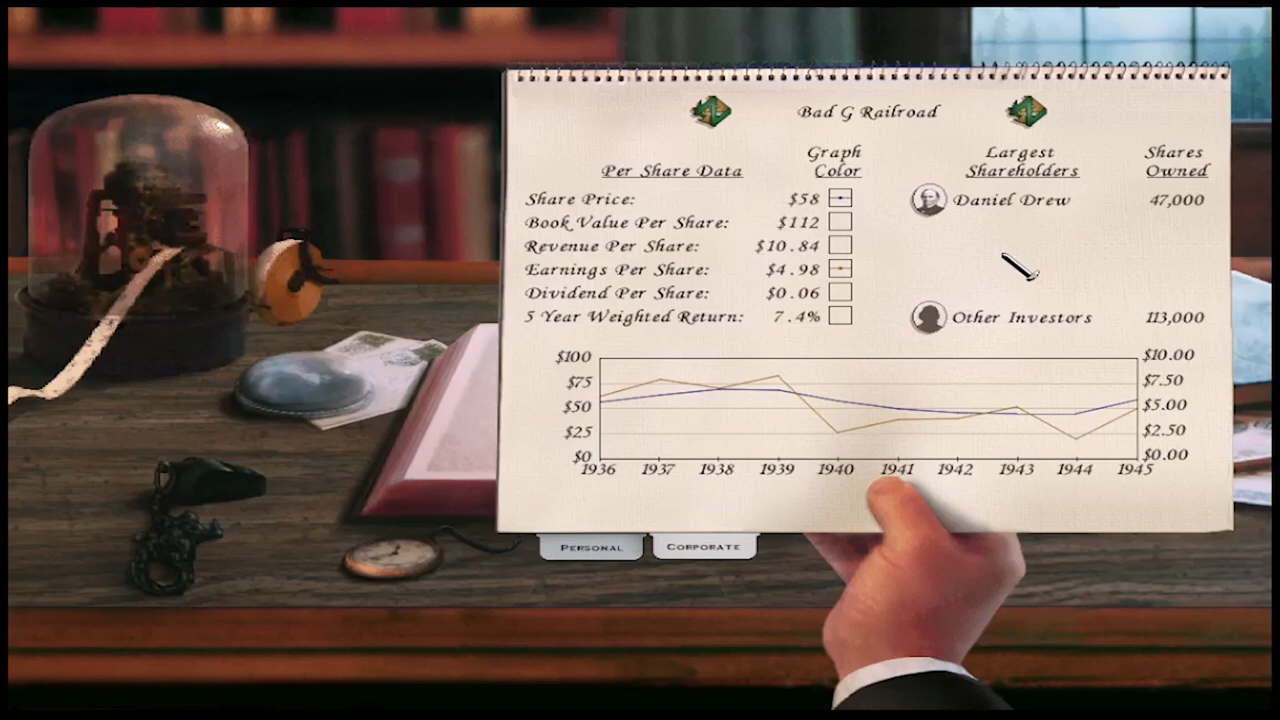 Bad G Railroad
Per Share Data
Graph Color
Largest Shareholders
Shares Owned
Share Price: $58
Book Value Per Share: $112
Revenue Per Share: $10.84
Earnings Per Share: $4.98
Dividend Per Share: $0.06
5 Year Weighted Return: 7.4%
Daniel Drew 47,000
Other Investors 113,000
$100 $10.00
$75 $7.50
$50 $5.00
$25 $2.50
$0 $0.00
1936 1937 1938 1939 1940 1941 1942 1943 1944 1945
PERSONAL CORPORATE